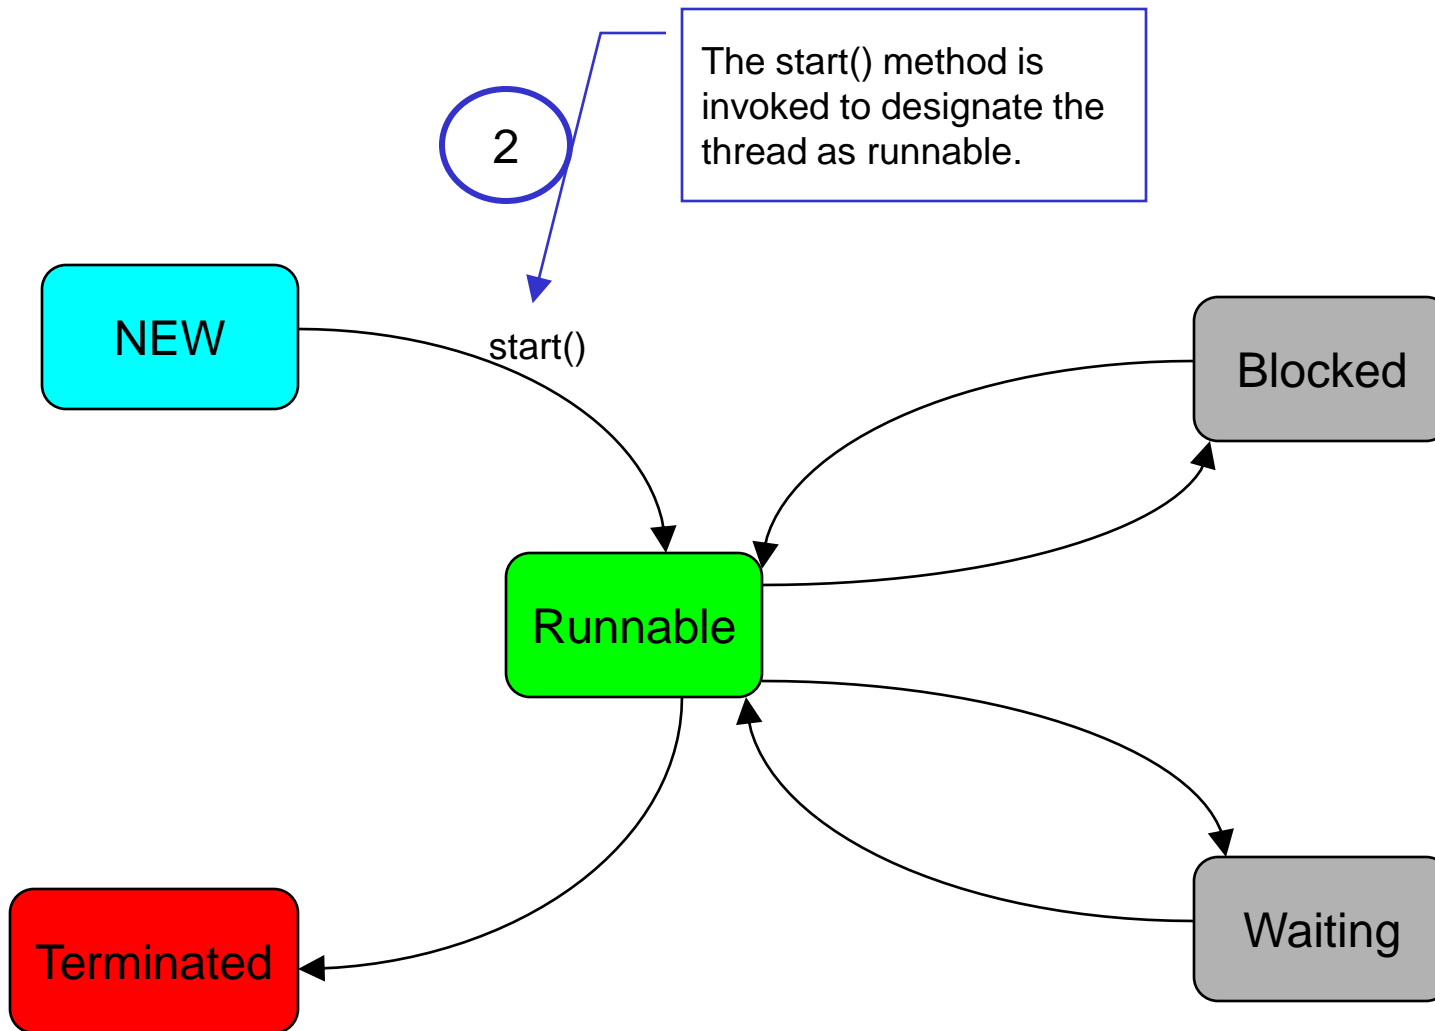 The start() method is
invoked to designate the
thread as runnable.
2
NEW
start()
Blocked
Runnable
Terminated
Waiting